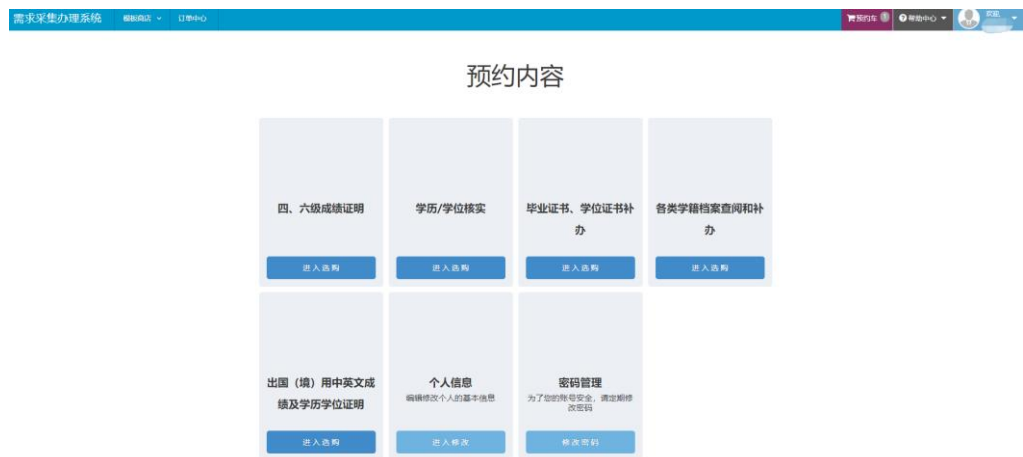 需求采集办理系统 模板商店 订单中心 预约车 1 帮助中心 欢迎,
预约内容
四、六级成绩证明
学历/学位核实
毕业证书、学位证书补
办
各类学籍档案查阅和补
办
进入选购
进入选购
进入选购
进入选购
出国（境）用中英文成
绩及学历学位证明
个人信息
编辑修改个人的基本信息
密码管理
为了您的账号安全，请定期修
改密码
进入选购
进入修改
修改密码